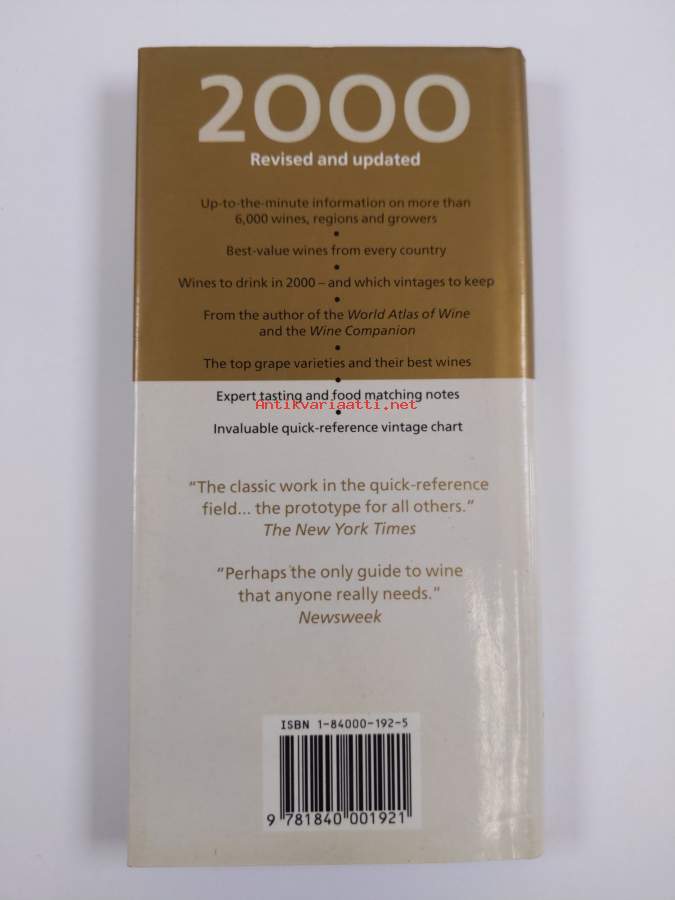 2000
Revised and updated
Up-to-the-minute information on more than
6,000 wines, regions and growers
•
Best-value wines from every country
•
Wines to drink in 2000 – and which vintages to keep
•
From the author of the World Atlas of Wine
and the Wine Companion
•
The top grape varieties and their best wines
•
Expert tasting and food matching notes
Antikvariaatti.net
•
Invaluable quick-reference vintage chart
“The classic work in the quick-reference
field... the prototype for all others.”
The New York Times
“Perhaps the only guide to wine
that anyone really needs.”
Newsweek
ISBN 1-84000-192-5
9 781840 001921